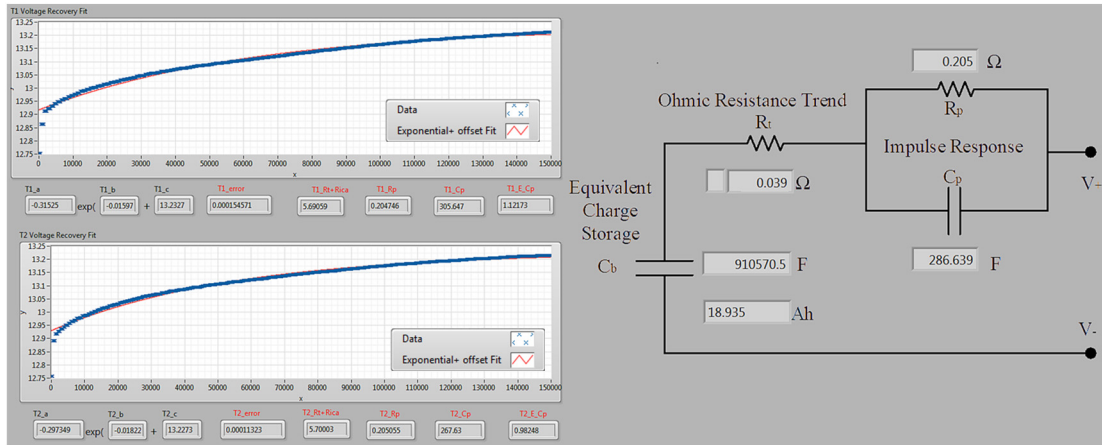 T1 Voltage Recovery Fit
13.25
13.2
13.15
13.1
13.05
13
12.95
12.9
12.85
12.8
12.75
y
0 10000 20000 30000 40000 50000 60000 70000 80000 90000 100000 110000 120000 130000 140000 150000
x
Data
Exponential+ offset Fit
T1_a T1_b T1_c T1_error T1_Rt+Rica T1_Rp T1_Cp T1_E_Cp
-0.31525 exp( -0.01597 + 13.2327 0.000154571 5.69059 0.204746 305.647 1.12173
T2 Voltage Recovery Fit
13.25
13.2
13.15
13.1
13.05
13
12.95
12.9
12.85
12.8
12.75
y
0 10000 20000 30000 40000 50000 60000 70000 80000 90000 100000 110000 120000 130000 140000 150000
x
Data
Exponential+ offset Fit
T2_a T2_b T2_c T2_error T2_Rt+Rica T2_Rp T2_Cp T2_E_Cp
-0.297349 exp( -0.01822 + 13.2273 0.00011323 5.70003 0.205055 267.63 0.98248
0.205 Ω
Rp
Ohmic Resistance Trend
Rt
0.039 Ω
Impulse Response
Cp
286.639 F
Equivalent
Charge
Storage
Cb
910570.5 F
18.935 Ah
V+
V-